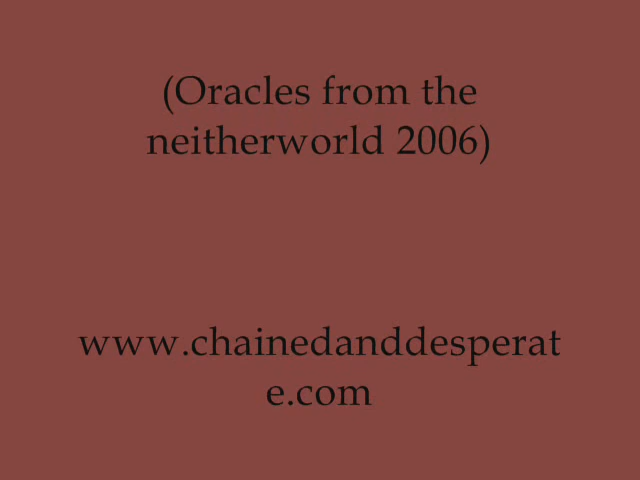 (Oracles from the
neitherworld 2006)
www.chainedanddesperat
e.com